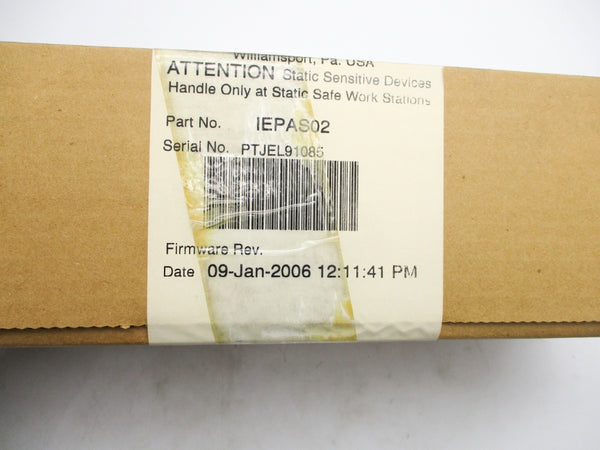 Williamsport, Pa. USA
ATTENTION Static Sensitive Devices
Handle Only at Static Safe Work Stations
Part No. IEPAS02
Serial No. PTJEL91085
Firmware Rev.
Date 09-Jan-2006 12:11:41 PM